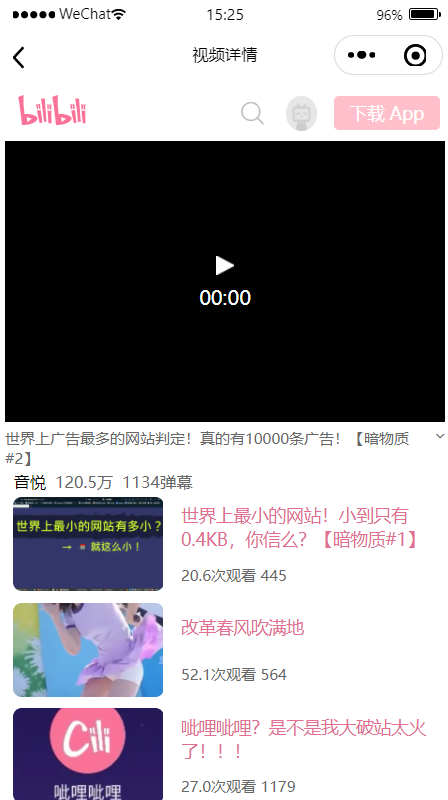 WeChat 15:25 96%
视频详情
bilibili 下载 App
00:00
世界上广告最多的网站判定！真的有10000条广告！【暗物质
#2】
音悦 120.5万 1134弹幕
世界上最小的网站有多小？
→ 就这么小！
世界上最小的网站！小到只有
0.4KB，你信么？【暗物质#1】
20.6次观看 445
改革春风吹满地
52.1次观看 564
Cili
呲哩呲哩
呲哩呲哩？是不是我大破站太火
了！！！
27.0次观看 1179